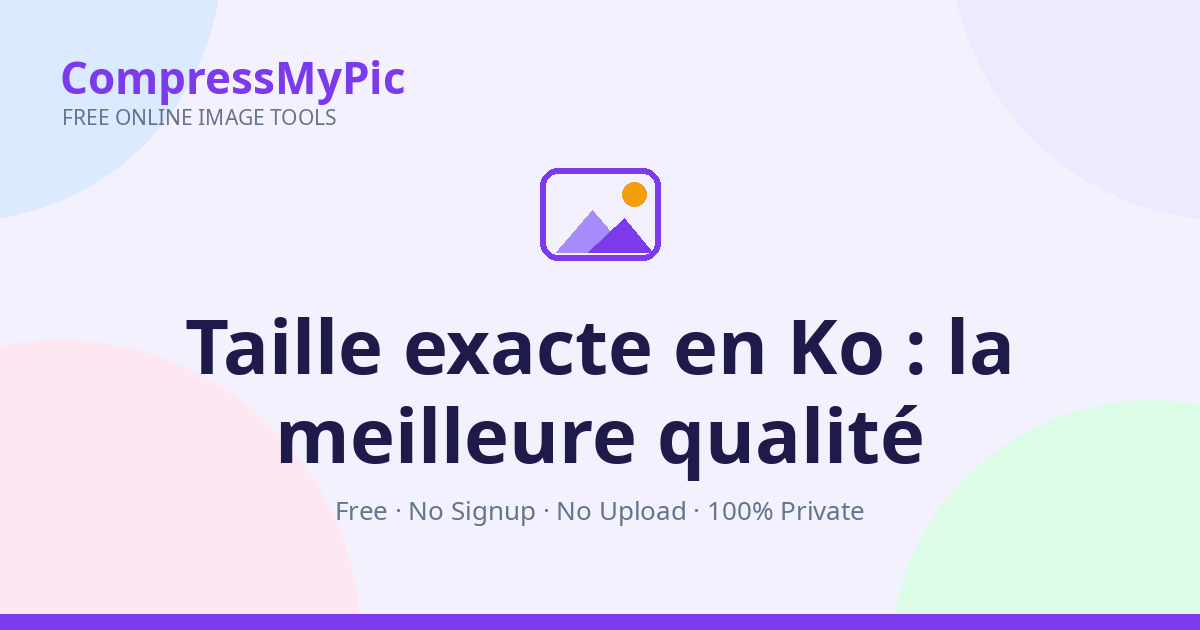 CompressMyPic
FREE ONLINE IMAGE TOOLS
Taille exacte en Ko : la
meilleure qualité
Free · No Signup · No Upload · 100% Private